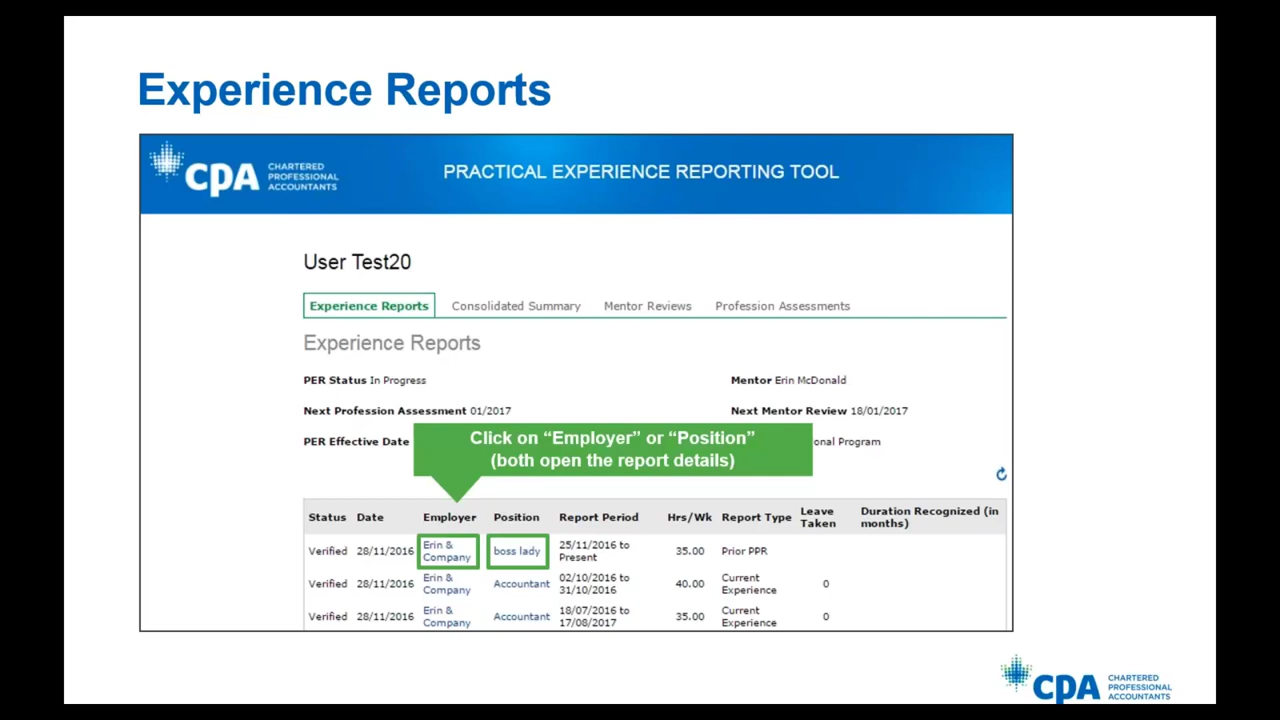 Experience Reports
CPA CHARTERED PROFESSIONAL ACCOUNTANTS
PRACTICAL EXPERIENCE REPORTING TOOL
User Test20
Experience Reports Consolidated Summary Mentor Reviews Profession Assessments
Experience Reports
PER Status In Progress Mentor Erin McDonald
Next Profession Assessment 01/2017 Next Mentor Review 18/01/2017
PER Effective Date onal Program
Click on “Employer” or “Position”
(both open the report details)
Status Date Employer Position Report Period Hrs/Wk Report Type Leave Taken Duration Recognized (in months)
Verified 28/11/2016 Erin & Company boss lady 25/11/2016 to Present 35.00 Prior PPR
Verified 28/11/2016 Erin & Company Accountant 02/10/2016 to 31/10/2016 40.00 Current Experience 0
Verified 28/11/2016 Erin & Company Accountant 18/07/2016 to 17/08/2017 35.00 Current Experience 0
CPA CHARTERED PROFESSIONAL ACCOUNTANTS